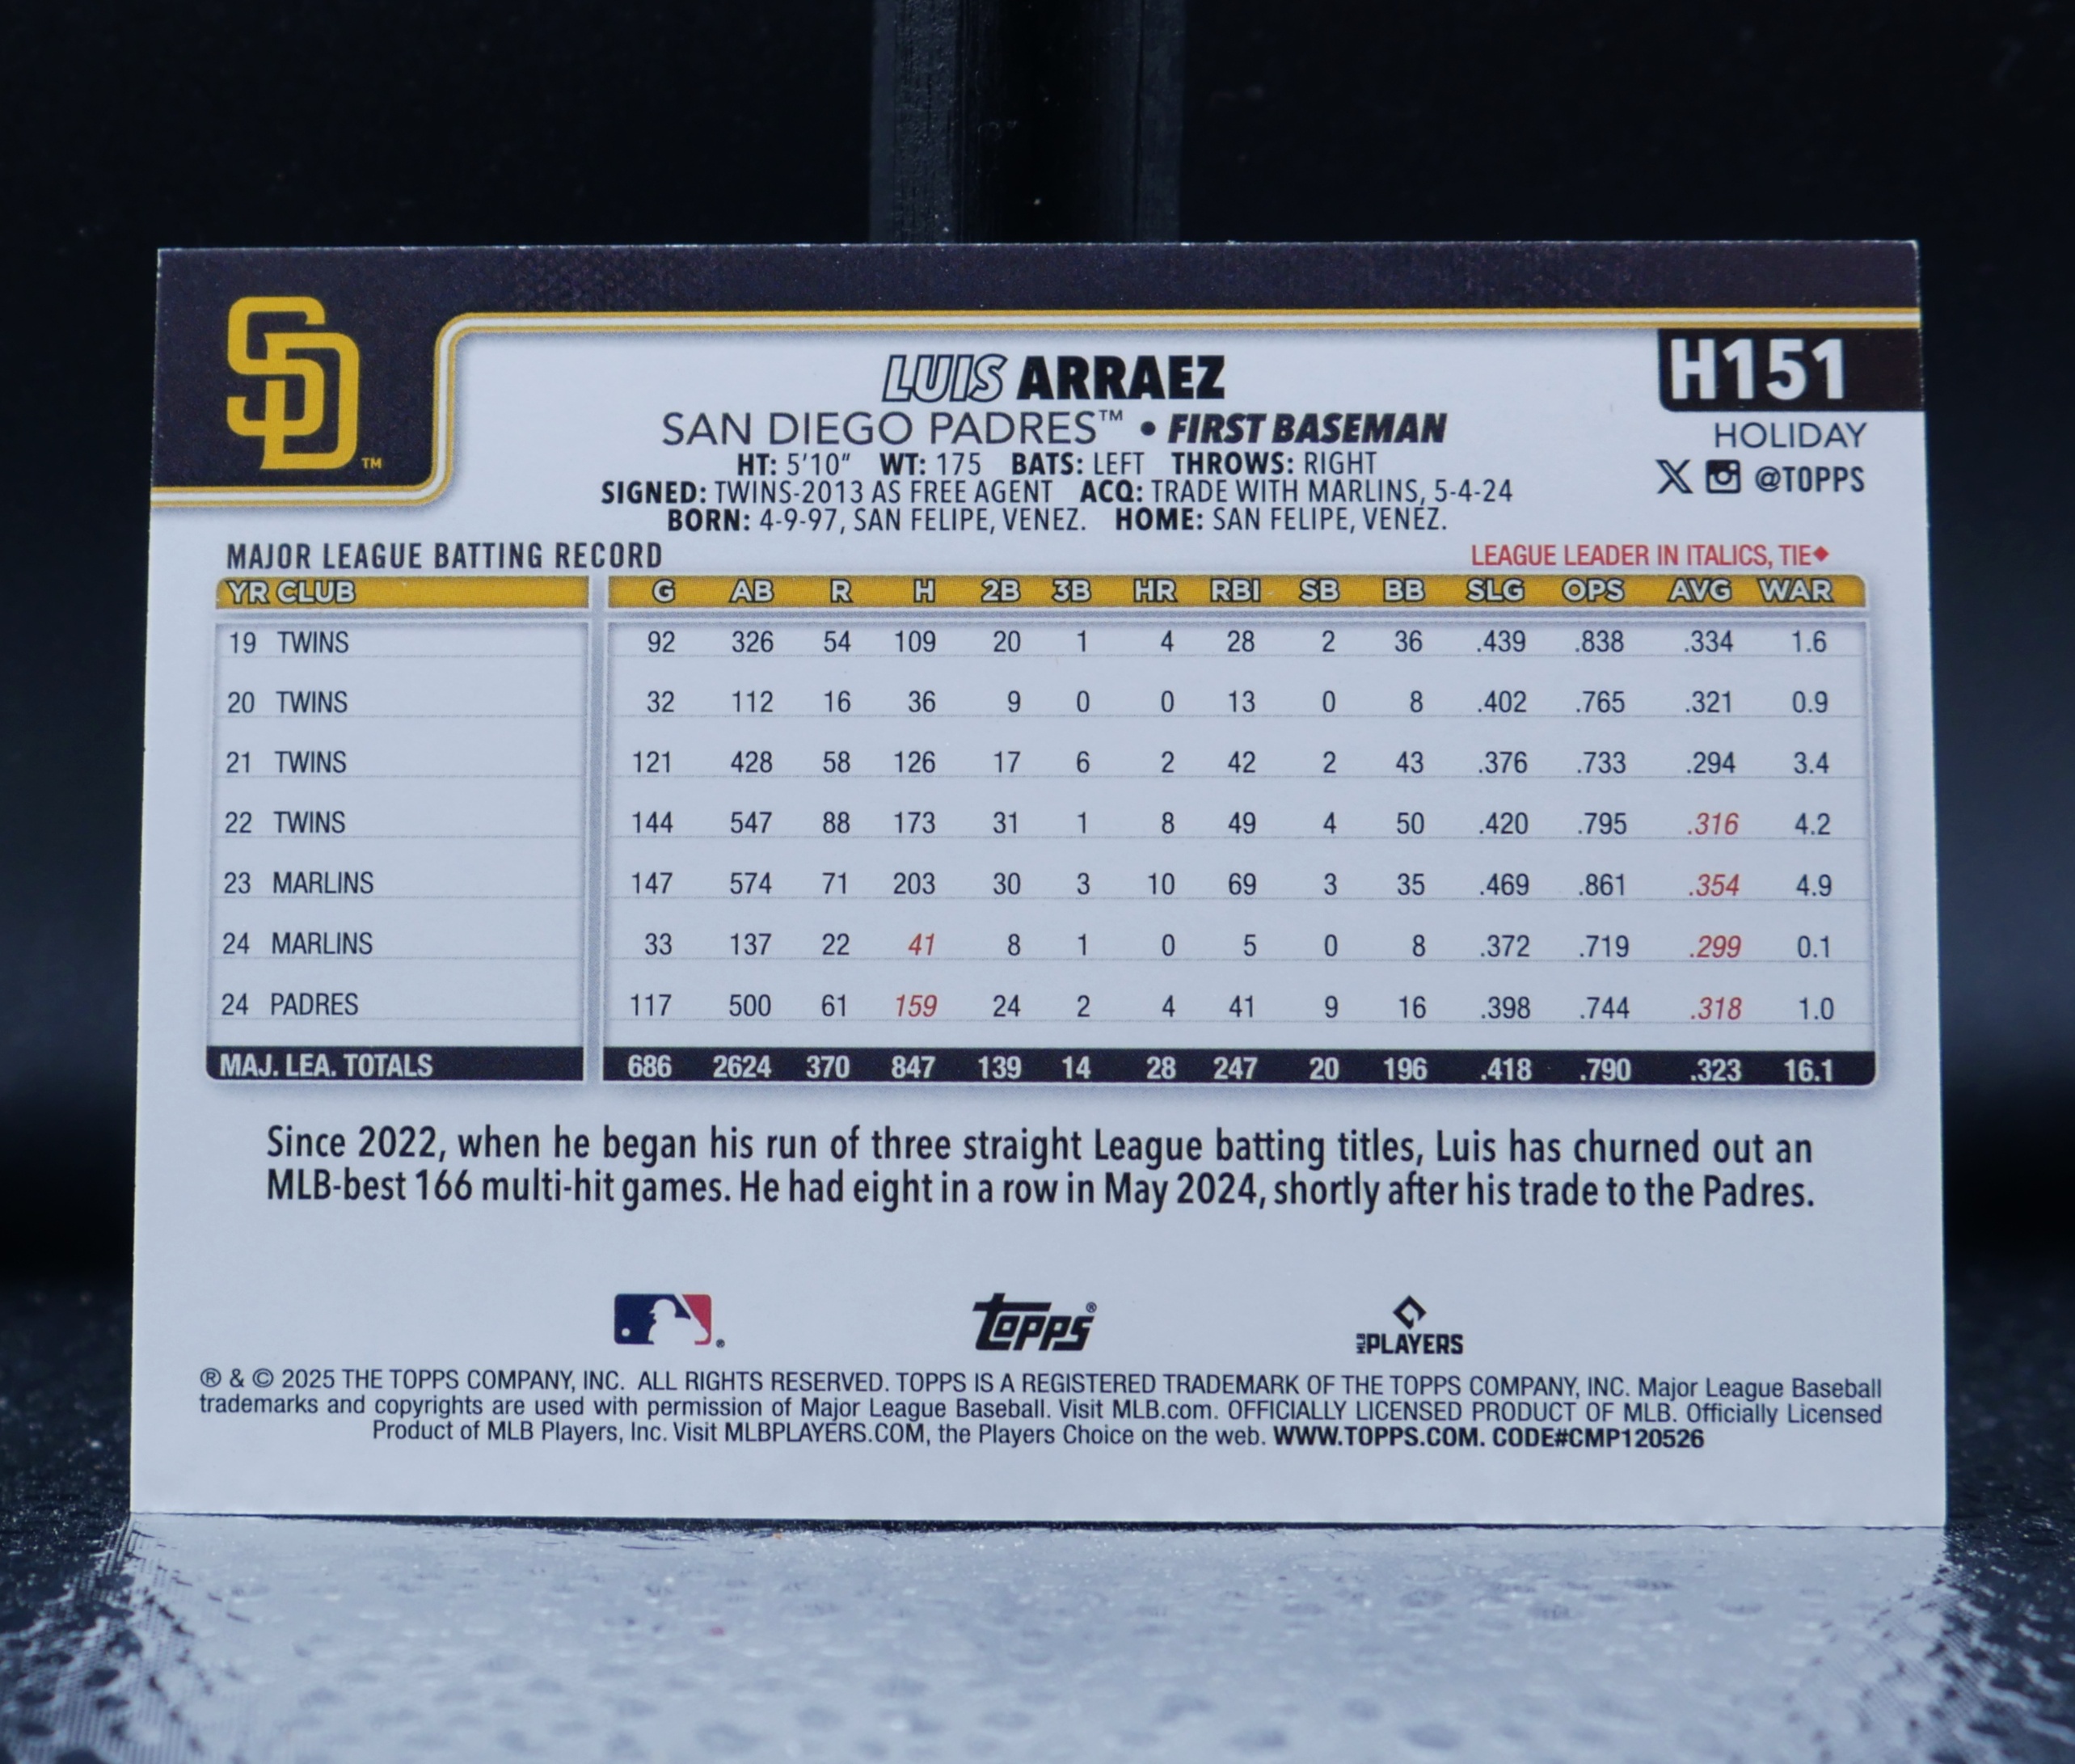 SD™
LUIS ARRAEZ
H151
SAN DIEGO PADRES™ • FIRST BASEMAN
HOLIDAY
HT: 5'10" WT: 175 BATS: LEFT THROWS: RIGHT
@TOPPS
SIGNED: TWINS-2013 AS FREE AGENT ACQ: TRADE WITH MARLINS, 5-4-24
BORN: 4-9-97, SAN FELIPE, VENEZ. HOME: SAN FELIPE, VENEZ.
MAJOR LEAGUE BATTING RECORD LEAGUE LEADER IN ITALICS, TIE◆
YR CLUB G AB R H 2B 3B HR RBI SB BB SLG OPS AVG WAR
19 TWINS 92 326 54 109 20 1 4 28 2 36 .439 .838 .334 1.6
20 TWINS 32 112 16 36 9 0 0 13 0 8 .402 .765 .321 0.9
21 TWINS 121 428 58 126 17 6 2 42 2 43 .376 .733 .294 3.4
22 TWINS 144 547 88 173 31 1 8 49 4 50 .420 .795 .316 4.2
23 MARLINS 147 574 71 203 30 3 10 69 3 35 .469 .861 .354 4.9
24 MARLINS 33 137 22 41 8 1 0 5 0 8 .372 .719 .299 0.1
24 PADRES 117 500 61 159 24 2 4 41 9 16 .398 .744 .318 1.0
MAJ. LEA. TOTALS 686 2624 370 847 139 14 28 247 20 196 .418 .790 .323 16.1
Since 2022, when he began his run of three straight League batting titles, Luis has churned out an
MLB-best 166 multi-hit games. He had eight in a row in May 2024, shortly after his trade to the Padres.
® Topps® MLB PLAYERS
® & © 2025 THE TOPPS COMPANY, INC. ALL RIGHTS RESERVED. TOPPS IS A REGISTERED TRADEMARK OF THE TOPPS COMPANY, INC. Major League Baseball
trademarks and copyrights are used with permission of Major League Baseball. Visit MLB.com. OFFICIALLY LICENSED PRODUCT OF MLB. Officially Licensed
Product of MLB Players, Inc. Visit MLBPLAYERS.COM, the Players Choice on the web. WWW.TOPPS.COM. CODE#CMP120526